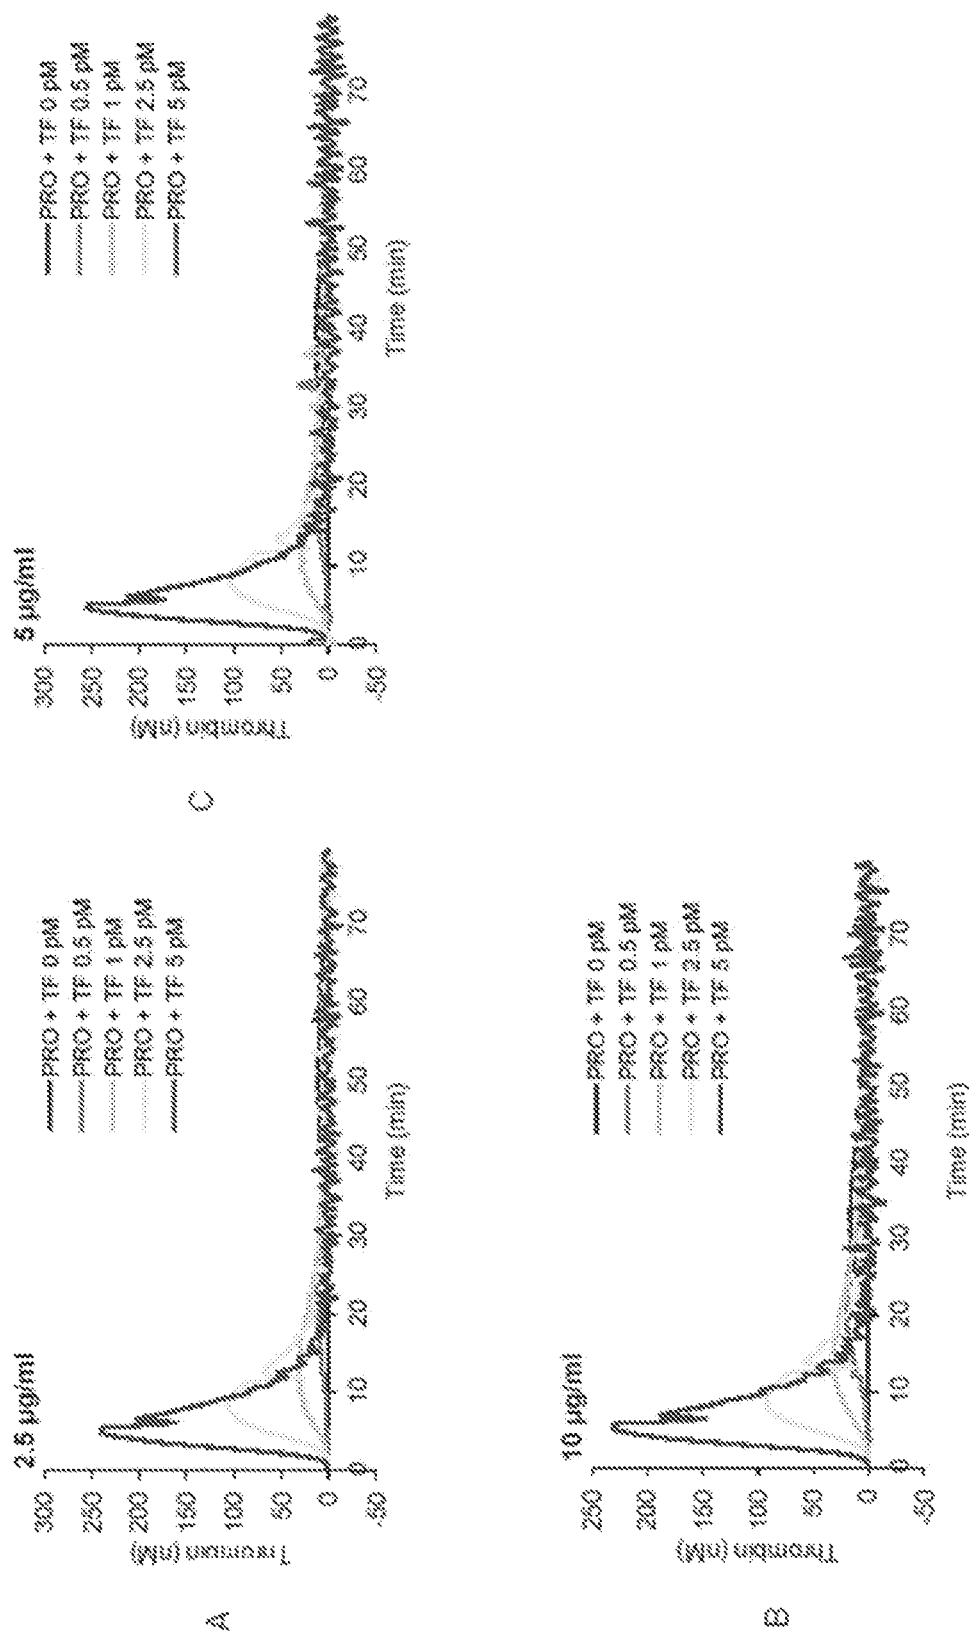 A
2.5 µg/ml
PRO + TF 0 pM
PRO + TF 0.5 pM
PRO + TF 1 pM
PRO + TF 2.5 pM
PRO + TF 5 pM
Thrombin (nM)
300
250
200
150
100
50
0
-50
0 10 20 30 40 50 60 70
Time (min)
C
5 µg/ml
PRO + TF 0 pM
PRO + TF 0.5 pM
PRO + TF 1 pM
PRO + TF 2.5 pM
PRO + TF 5 pM
Thrombin (nM)
300
250
200
150
100
50
0
-50
0 10 20 30 40 50 60 70
Time (min)
B
10 µg/ml
PRO + TF 0 pM
PRO + TF 0.5 pM
PRO + TF 1 pM
PRO + TF 2.5 pM
PRO + TF 5 pM
Thrombin (nM)
250
200
150
100
50
0
-50
0 10 20 30 40 50 60 70
Time (min)